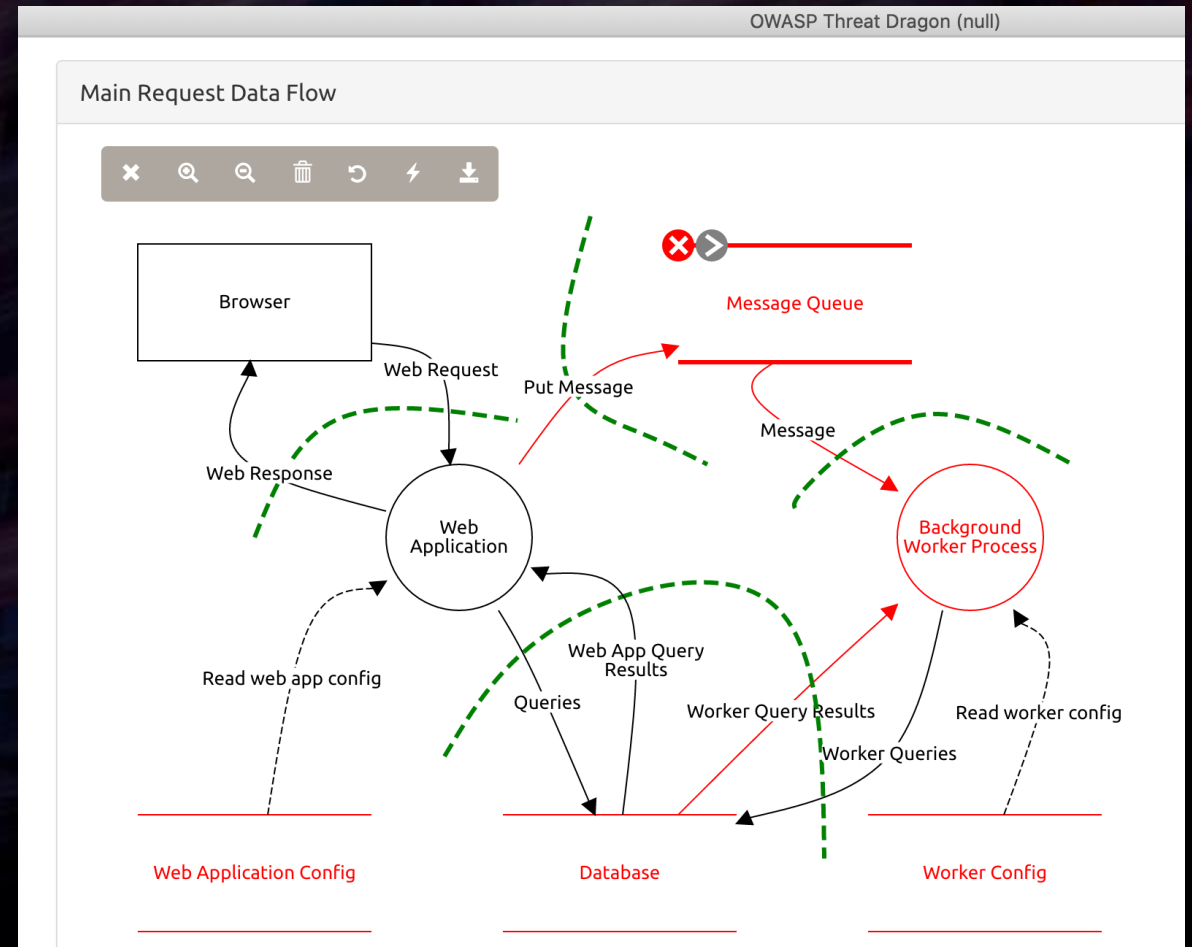 OWASP Threat Dragon (null)
Main Request Data Flow
Browser
Message Queue
Web Request
Put Message
Message
Web Response
Web
Application
Background
Worker Process
Web App Query
Results
Read web app config
Queries
Worker Query Results
Read worker config
Worker Queries
Web Application Config
Database
Worker Config